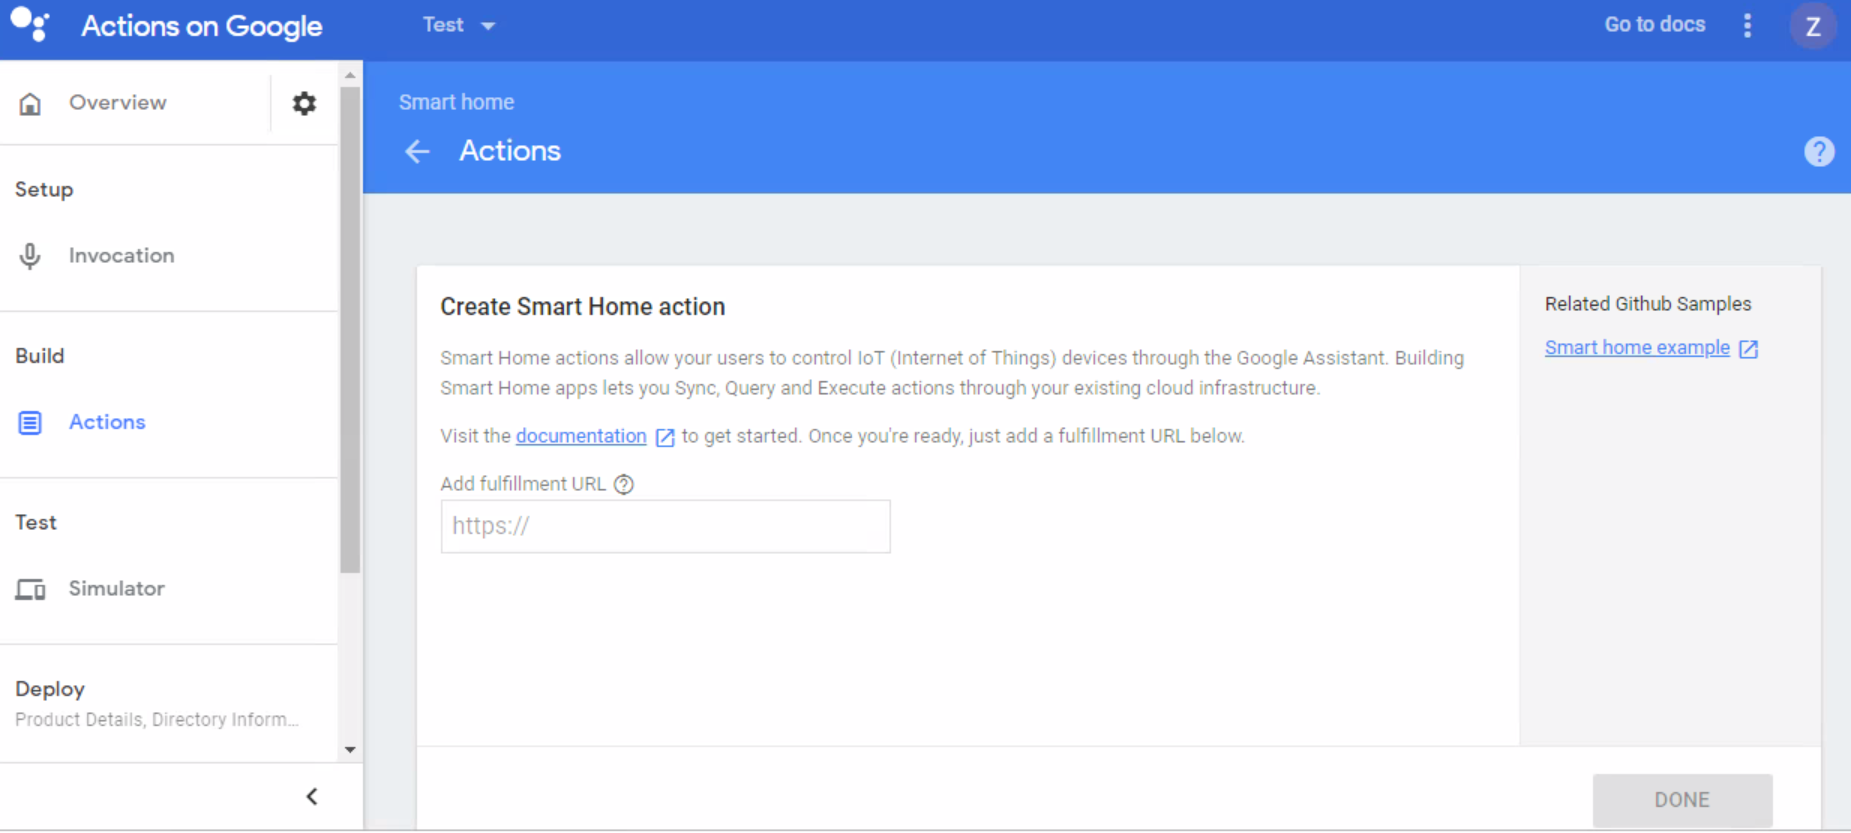 Actions on Google
Test
Go to docs
Z
Overview
Setup
Invocation
Build
Actions
Test
Simulator
Deploy
Product Details, Directory Inform...
Smart home
Actions
Create Smart Home action
Smart Home actions allow your users to control IoT (Internet of Things) devices through the Google Assistant. Building
Smart Home apps lets you Sync, Query and Execute actions through your existing cloud infrastructure.
Visit the documentation to get started. Once you're ready, just add a fulfillment URL below.
Add fulfillment URL
https://
Related Github Samples
Smart home example
DONE